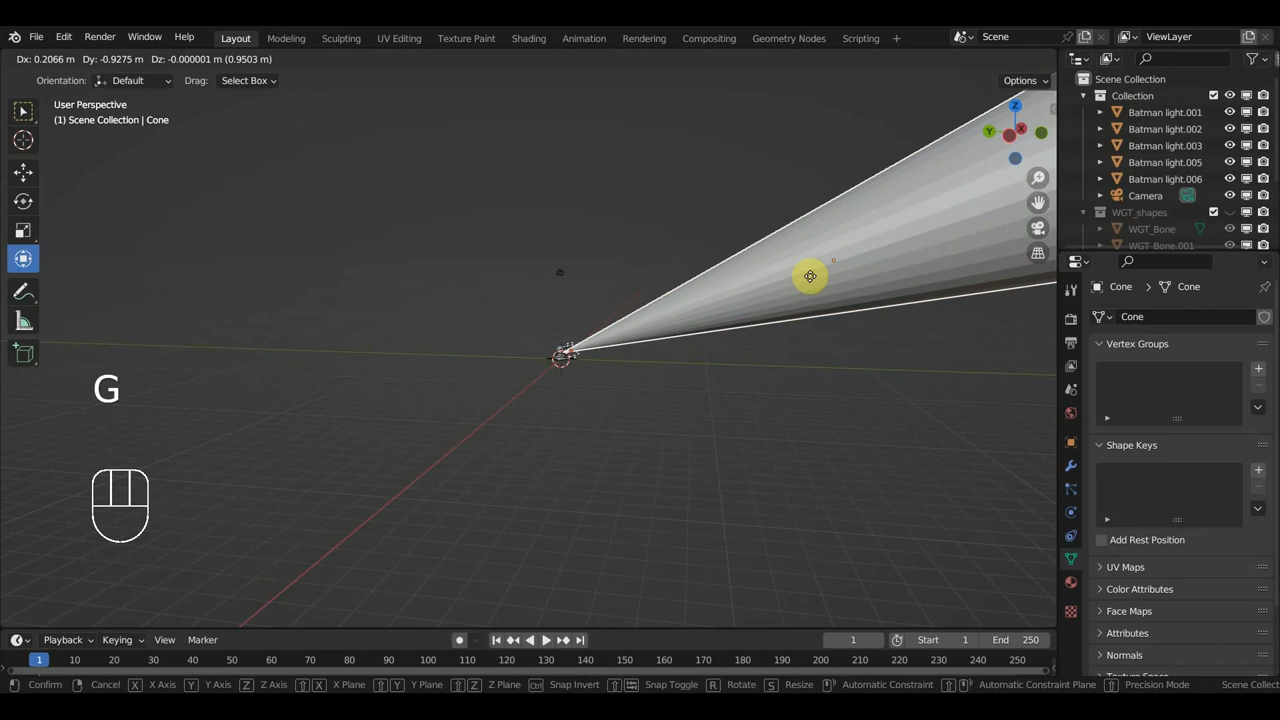 File Edit Render Window Help Layout Modeling Sculpting UV Editing Texture Paint Shading Animation Rendering Compositing Geometry Nodes Scripting + Scene ViewLayer
Dx: 0.2066 m Dy: -0.9275 m Dz: -0.000001 m (0.9503 m)
Orientation: Default Drag: Select Box Options
User Perspective
(1) Scene Collection | Cone
Z
Y X
G
Scene Collection
Collection
Batman light.001
Batman light.002
Batman light.003
Batman light.005
Batman light.006
Camera
WGT_shapes
WGT_Bone
WGT_Bone.001
Cone > Cone
Cone
Vertex Groups
Shape Keys
Add Rest Position
UV Maps
Color Attributes
Face Maps
Attributes
Normals
Playback Keying View Marker 1 Start 1 End 250
1 10 20 30 40 50 60 70 80 90 100 110 120 130 140 150 160 170 180 190 200 210 220 230 240 250
Confirm Cancel X X Axis Y Y Axis Z Z Axis X X Plane Y Y Plane Z Z Plane Ctrl Snap Invert Snap Toggle R Rotate S Resize Automatic Constraint Automatic Constraint Plane Precision Mode Scene Collect